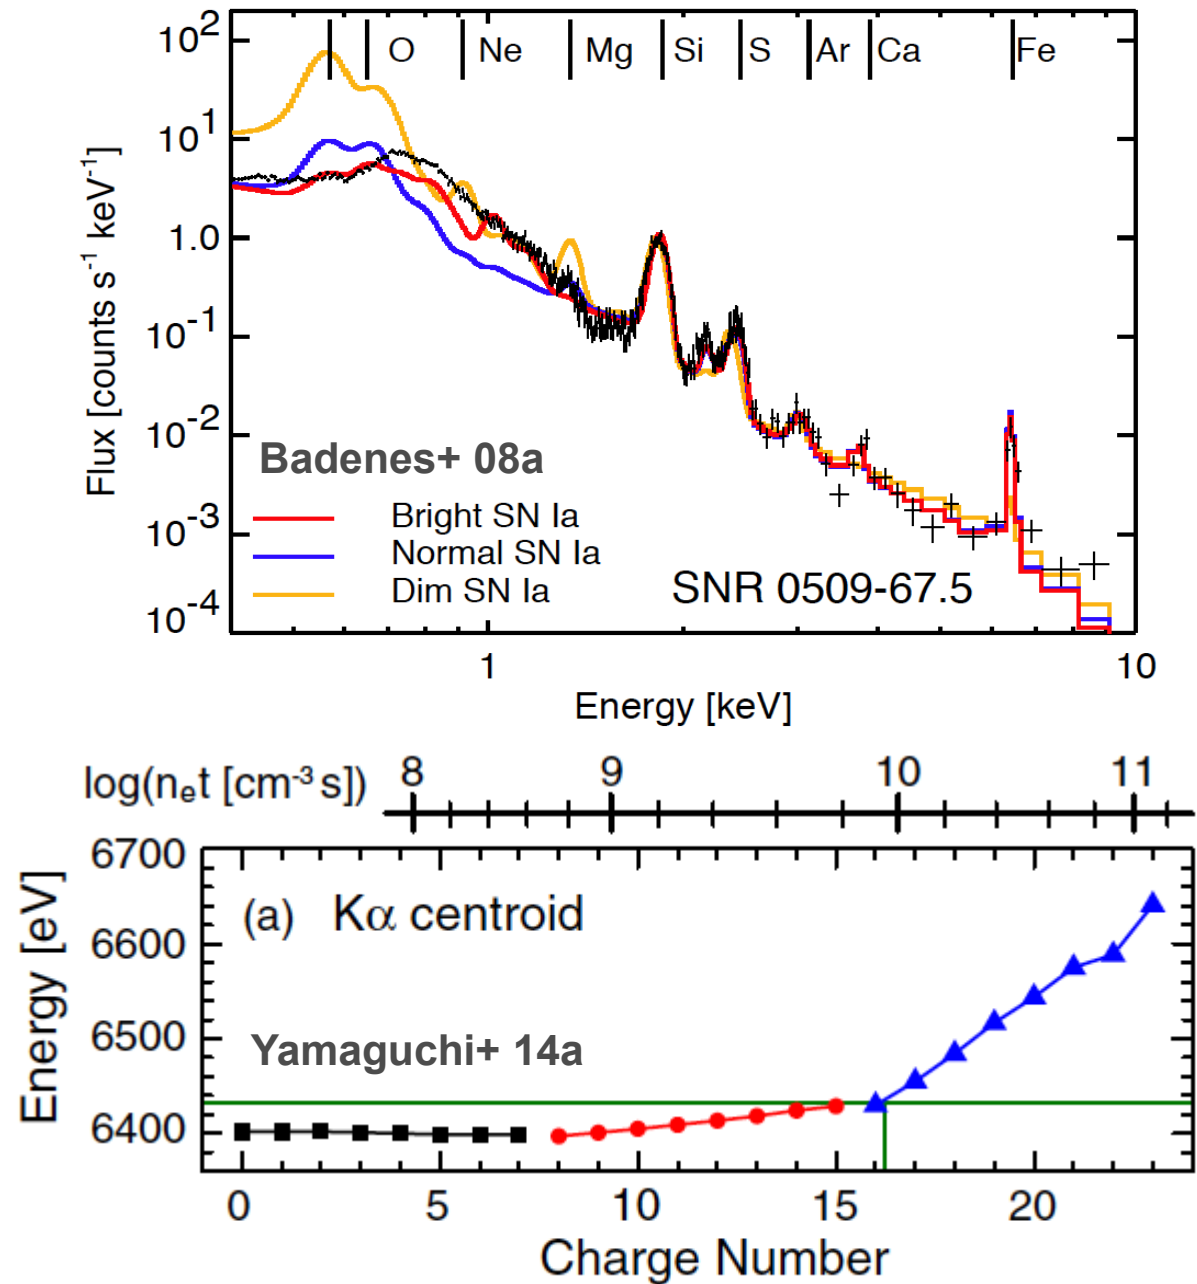 O Ne Mg Si S Ar Ca Fe
10² 10¹ 1.0 10⁻¹ 10⁻² 10⁻³ 10⁻⁴
Flux [counts s⁻¹ keV⁻¹]
Badenes+ 08a
Bright SN Ia
Normal SN Ia
Dim SN Ia
SNR 0509-67.5
1 10
Energy [keV]
log(nₑt [cm⁻³ s]) 8 9 10 11
6700 6600 6500 6400
Energy [eV]
(a) Kα centroid
Yamaguchi+ 14a
0 5 10 15 20
Charge Number